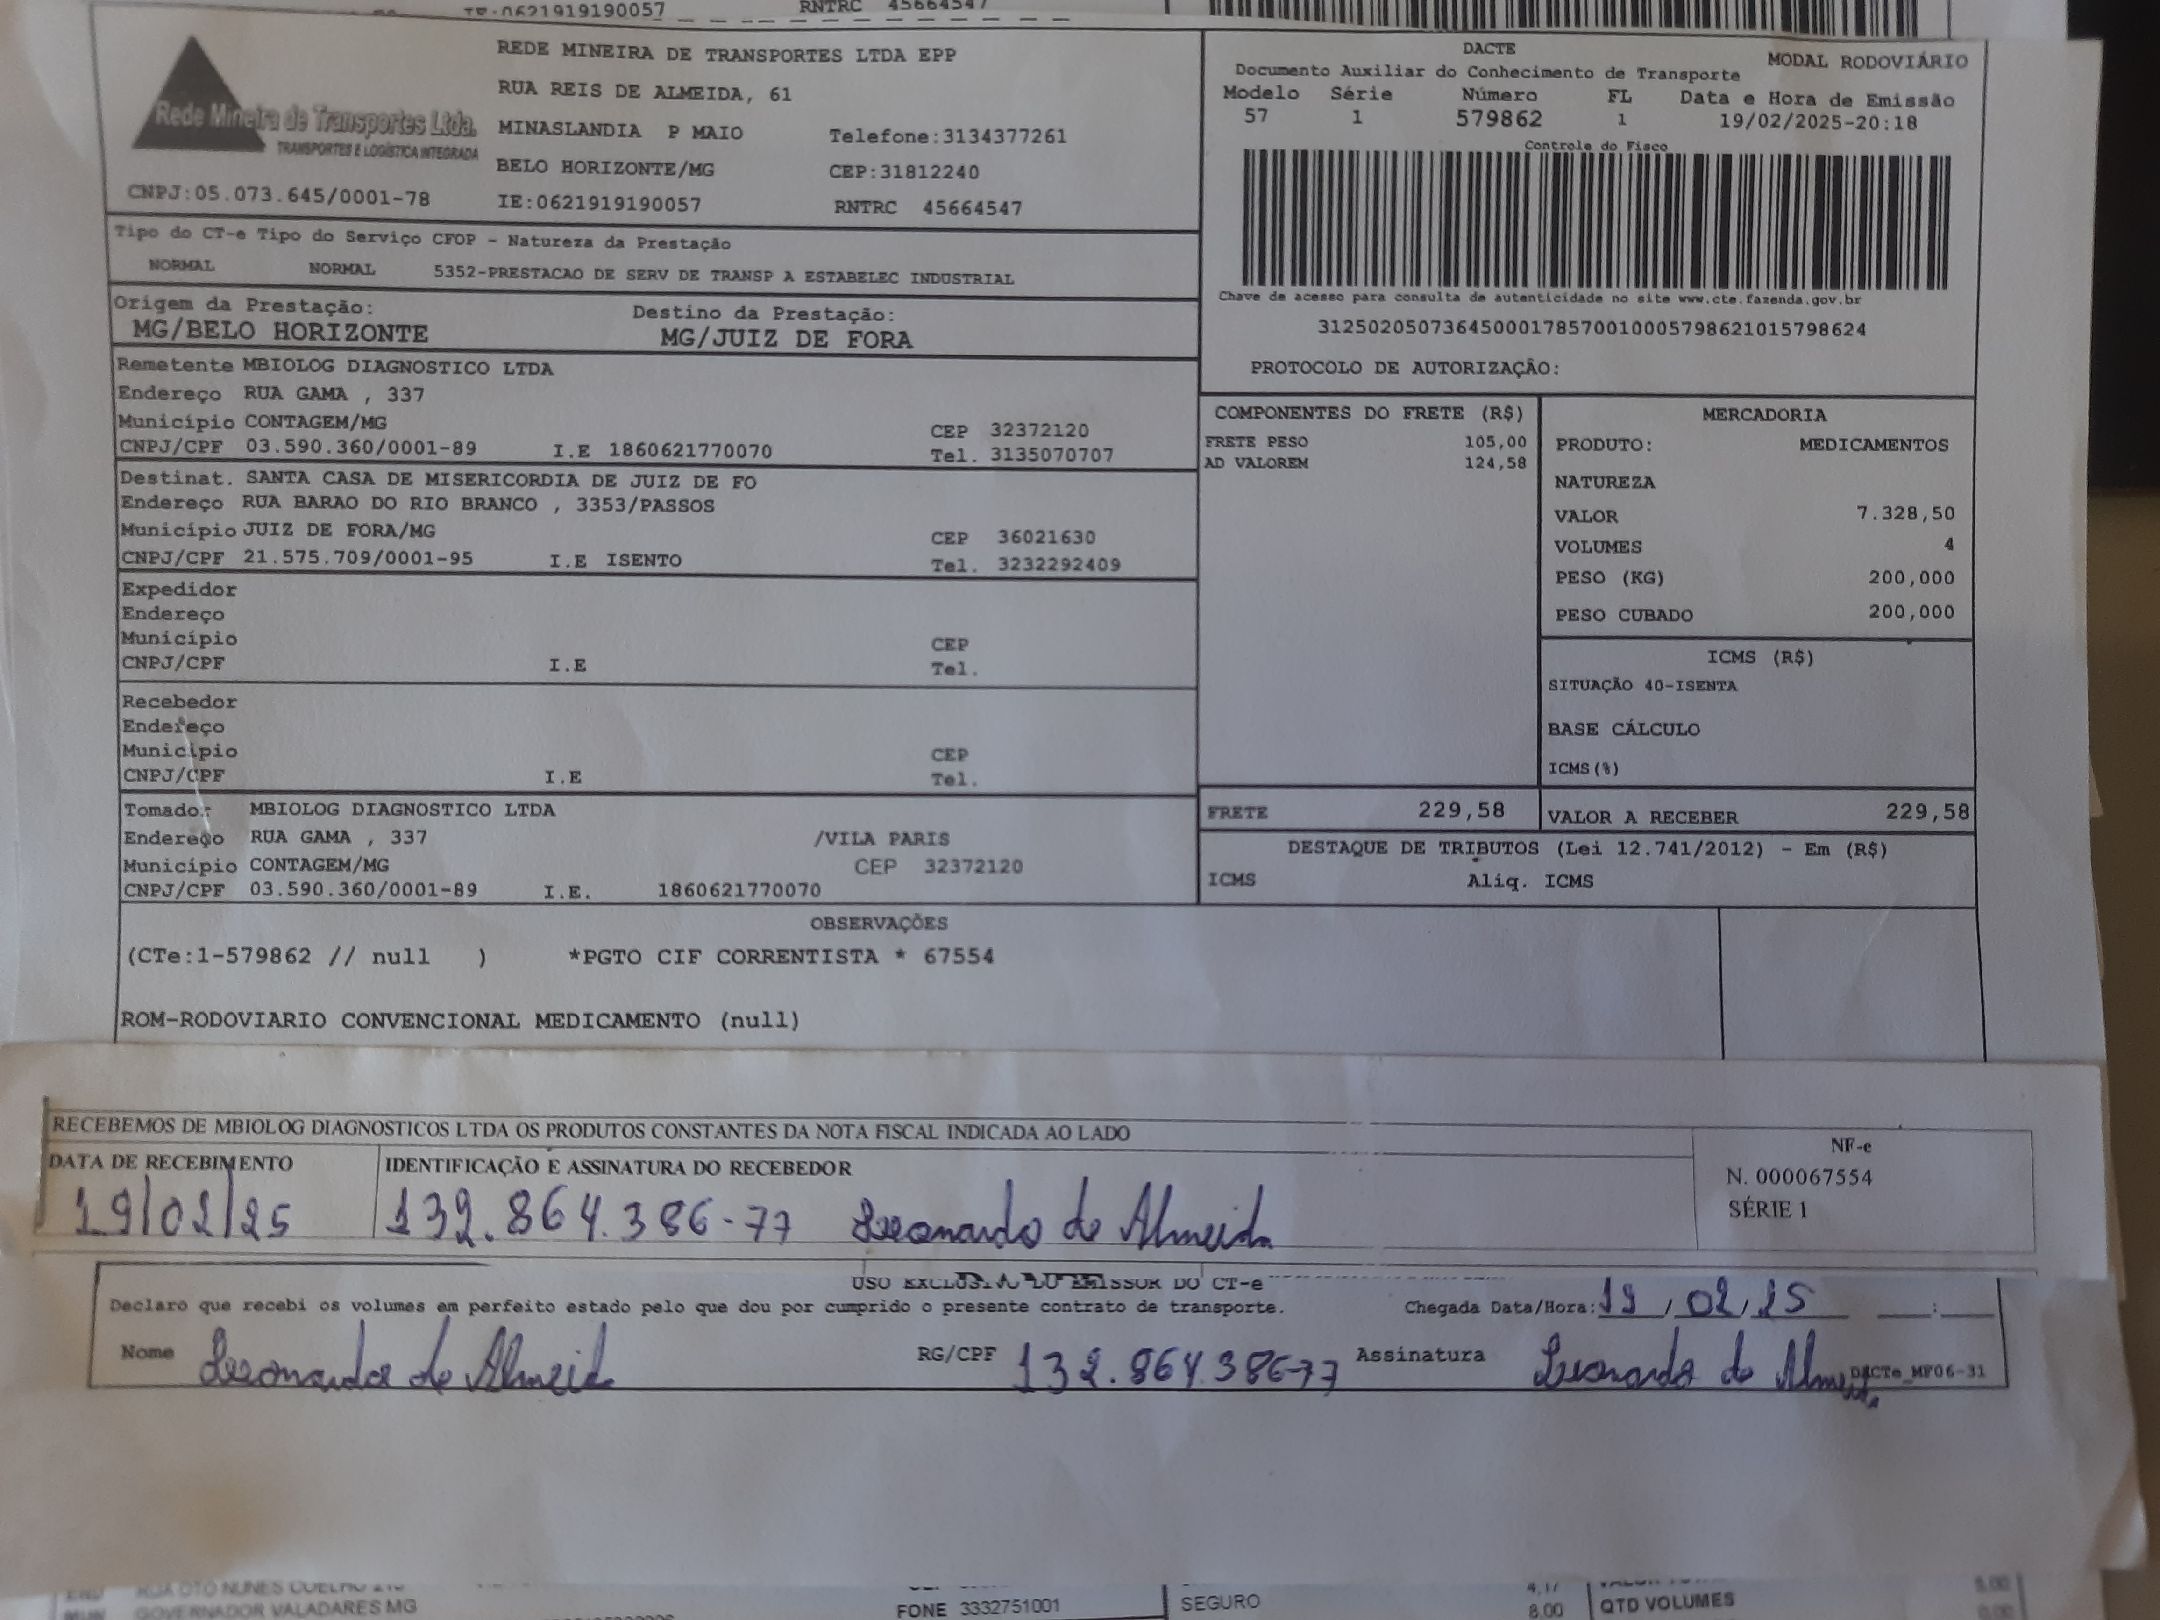 IE:0621919190057 RNTRC 45664547
Rede Mineira de Transportes Ltda.
TRANSPORTES E LOGÍSTICA INTEGRADA
CNPJ:05.073.645/0001-78
REDE MINEIRA DE TRANSPORTES LTDA EPP
RUA REIS DE ALMEIDA, 61
MINASLANDIA P MAIO Telefone:3134377261
BELO HORIZONTE/MG CEP:31812240
IE:0621919190057 RNTRC 45664547
DACTE MODAL RODOVIÁRIO
Documento Auxiliar do Conhecimento de Transporte
Modelo Série Número FL Data e Hora de Emissão
57 1 579862 1 19/02/2025-20:18
Controle do Fisco
Chave de acesso para consulta de autenticidade no site www.cte.fazenda.gov.br
31250205073645000178570010005798621015798624
PROTOCOLO DE AUTORIZAÇÃO:
Tipo do CT-e Tipo do Serviço CFOP - Natureza da Prestação
NORMAL NORMAL 5352-PRESTACAO DE SERV DE TRANSP A ESTABELEC INDUSTRIAL
Origem da Prestação: Destino da Prestação:
MG/BELO HORIZONTE MG/JUIZ DE FORA
Remetente MBIOLOG DIAGNOSTICO LTDA
Endereço RUA GAMA , 337
Município CONTAGEM/MG CEP 32372120
CNPJ/CPF 03.590.360/0001-89 I.E 1860621770070 Tel. 3135070707
Destinat. SANTA CASA DE MISERICORDIA DE JUIZ DE FO
Endereço RUA BARAO DO RIO BRANCO , 3353/PASSOS
Município JUIZ DE FORA/MG CEP 36021630
CNPJ/CPF 21.575.709/0001-95 I.E ISENTO Tel. 3232292409
Expedidor
Endereço
Município CEP
CNPJ/CPF I.E Tel.
Recebedor
Endereço
Município CEP
CNPJ/CPF I.E Tel.
Tomador MBIOLOG DIAGNOSTICO LTDA
Endereço RUA GAMA , 337 /VILA PARIS
Município CONTAGEM/MG CEP 32372120
CNPJ/CPF 03.590.360/0001-89 I.E. 1860621770070
COMPONENTES DO FRETE (R$)
FRETE PESO 105,00
AD VALOREM 124,58
FRETE 229,58
MERCADORIA
PRODUTO: MEDICAMENTOS
NATUREZA
VALOR 7.328,50
VOLUMES 4
PESO (KG) 200,000
PESO CUBADO 200,000
ICMS (R$)
SITUAÇÃO 40-ISENTA
BASE CÁLCULO
ICMS(%)
VALOR A RECEBER 229,58
DESTAQUE DE TRIBUTOS (Lei 12.741/2012) - Em (R$)
ICMS Aliq. ICMS
OBSERVAÇÕES
(CTe:1-579862 // null ) *PGTO CIF CORRENTISTA * 67554
ROM-RODOVIARIO CONVENCIONAL MEDICAMENTO (null)
RECEBEMOS DE MBIOLOG DIAGNOSTICOS LTDA OS PRODUTOS CONSTANTES DA NOTA FISCAL INDICADA AO LADO
DATA DE RECEBIMENTO IDENTIFICAÇÃO E ASSINATURA DO RECEBEDOR
19/02/25 132.864.386-77 Leonardo de Almeida
NF-e
N. 000067554
SÉRIE 1
USO EXCLUSIVO DO EMISSOR DO CT-e
Declaro que recebi os volumes em perfeito estado pelo que dou por cumprido o presente contrato de transporte. Chegada Data/Hora: 19/02/25 :
Nome Leonardo de Almeida RG/CPF 132.864.386-77 Assinatura Leonardo de Almeida
DACTe_MF06-31
GOVERNADOR VALADARES MG
FONE 3332751001
SEGURO 8.00
QTD VOLUMES